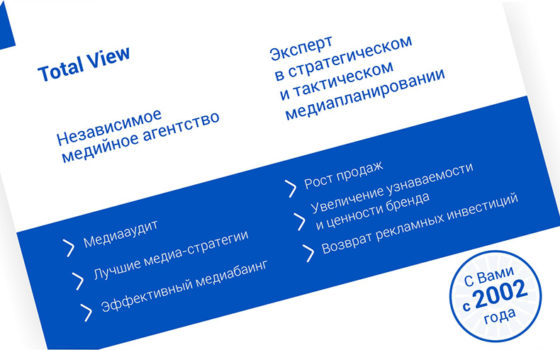 Total View
Независимое
медийное агентство
Эксперт
в стратегическом
и тактическом
медиапланировании
Медиааудит
Лучшие медиа-стратегии
Эффективный медиабаинг
Рост продаж
Увеличение узнаваемости
и ценности бренда
Возврат рекламных инвестиций
С Вами
с 2002
года